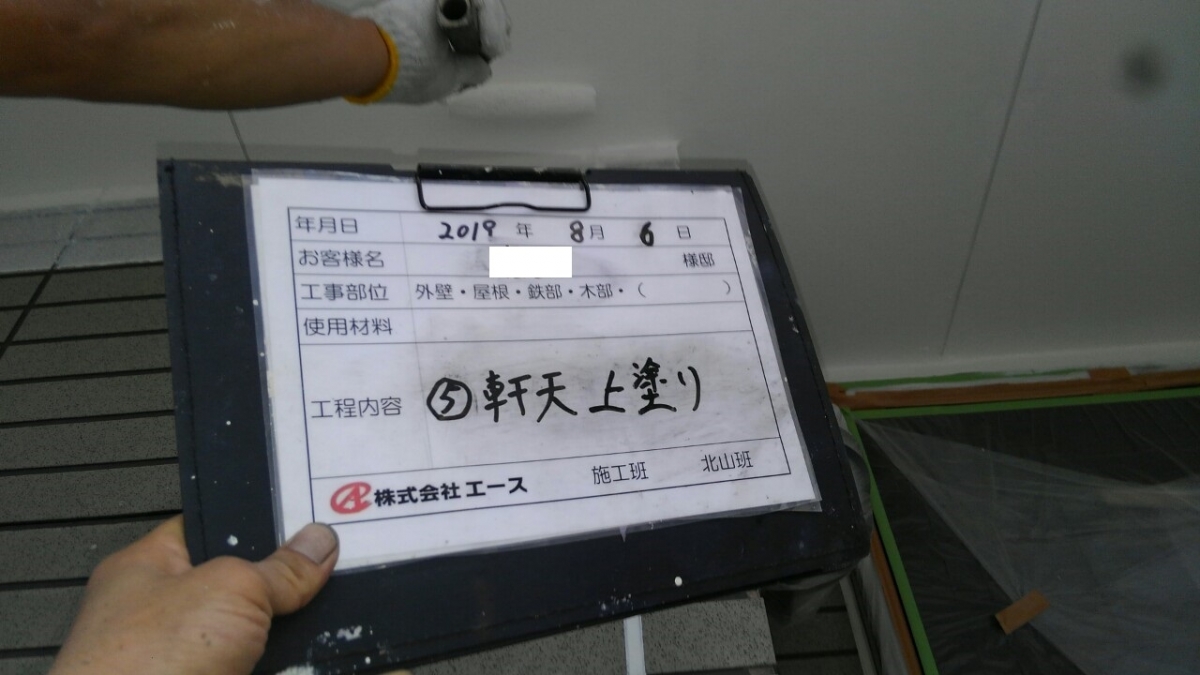 年月日 2019 年 8月 6 日
お客様名 様邸
工事部位 外壁・屋根・鉄部・木部・( )
使用材料
工程内容 ⑤軒天 上塗り
株式会社エース 施工班 北山班